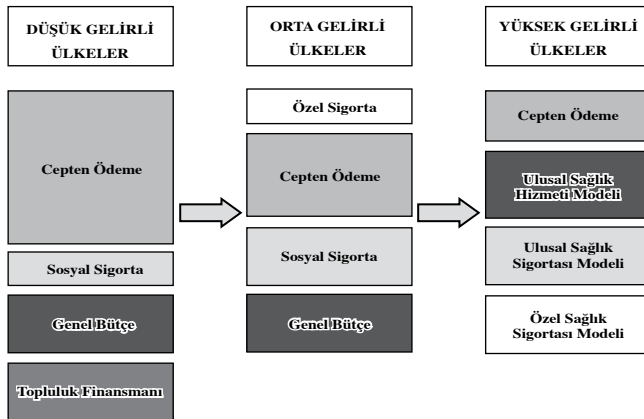 DÜŞÜK GELİRLİ
ÜLKELER
Cepten Ödeme
Sosyal Sigorta
Genel Bütçe
Topluluk Finansmanı
ORTA GELİRLİ
ÜLKELER
Özel Sigorta
Cepten Ödeme
Sosyal Sigorta
Genel Bütçe
YÜKSEK GELİRLİ
ÜLKELER
Cepten Ödeme
Ulusal Sağlık
Hizmeti Modeli
Ulusal Sağlık
Sigortası Modeli
Özel Sağlık
Sigortası Modeli